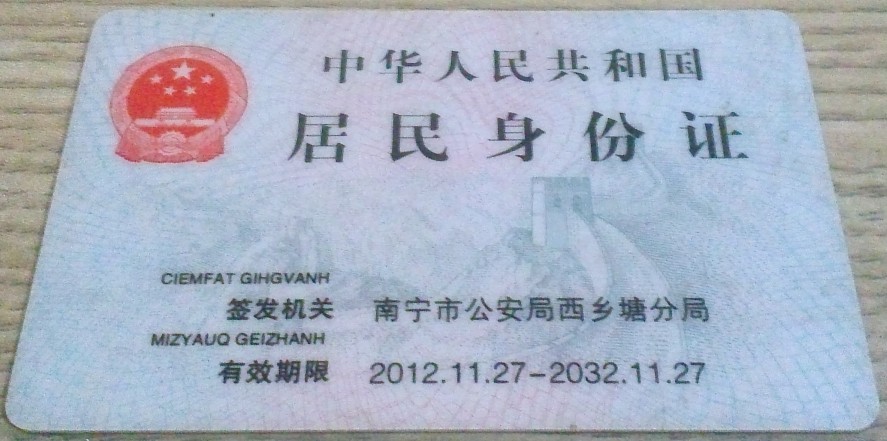 中华人民共和国
居民身份证
CIEMFAT GIHGVANH
签发机关 南宁市公安局西乡塘分局
MIZYAUQ GEIZHANH
有效期限 2012.11.27-2032.11.27